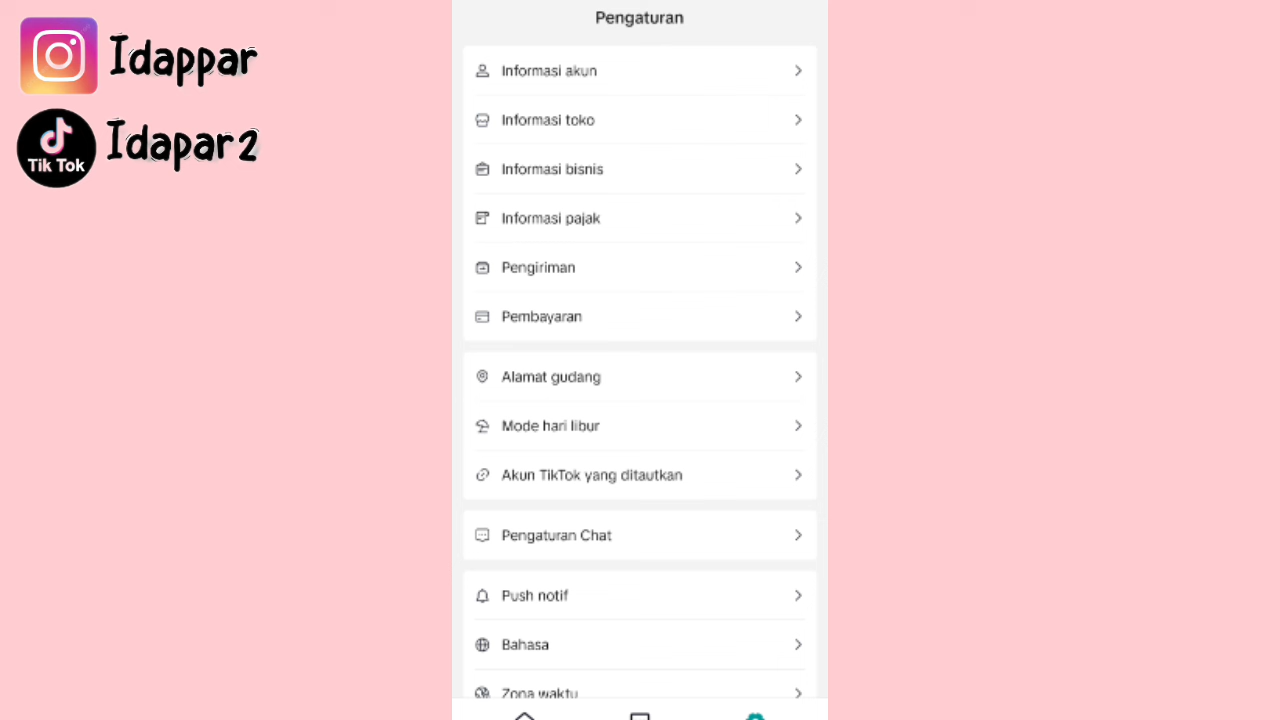 Idappar
Tik Tok
Idapar2
Pengaturan
Informasi akun
Informasi toko
Informasi bisnis
Informasi pajak
Pengiriman
Pembayaran
Alamat gudang
Mode hari libur
Akun TikTok yang ditautkan
Pengaturan Chat
Push notif
Bahasa
Zona waktu